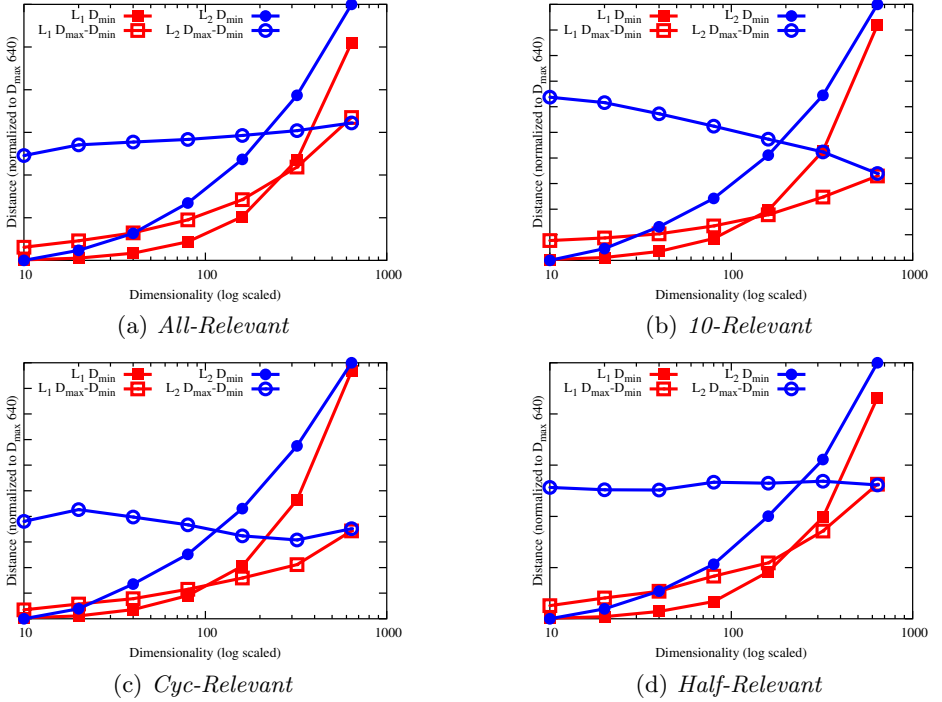 L1 Dmin
L1 Dmax-Dmin
L2 Dmin
L2 Dmax-Dmin
Distance (normalized to Dmax 640)
10
100
1000
Dimensionality (log scaled)
(a) All-Relevant
L1 Dmin
L1 Dmax-Dmin
L2 Dmin
L2 Dmax-Dmin
Distance (normalized to Dmax 640)
10
100
1000
Dimensionality (log scaled)
(b) 10-Relevant
L1 Dmin
L1 Dmax-Dmin
L2 Dmin
L2 Dmax-Dmin
Distance (normalized to Dmax 640)
10
100
1000
Dimensionality (log scaled)
(c) Cyc-Relevant
L1 Dmin
L1 Dmax-Dmin
L2 Dmin
L2 Dmax-Dmin
Distance (normalized to Dmax 640)
10
100
1000
Dimensionality (log scaled)
(d) Half-Relevant